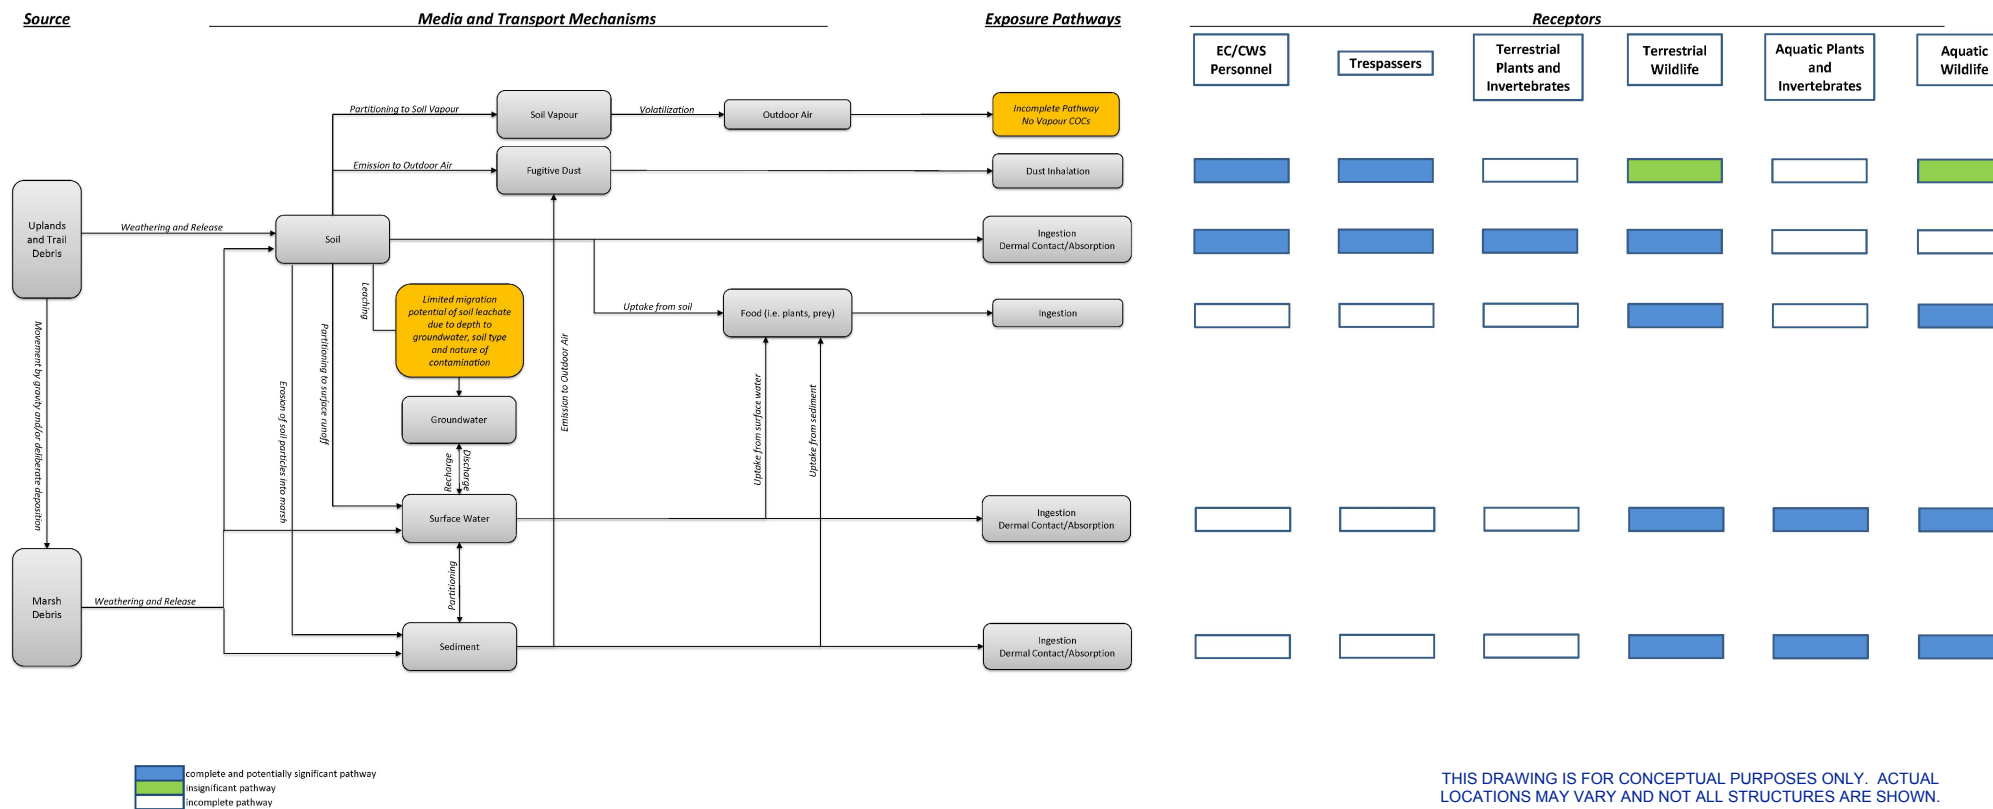 Source
Media and Transport Mechanisms
Exposure Pathways
Receptors
EC/CWS
Personnel
Trespassers
Terrestrial
Plants and
Invertebrates
Terrestrial
Wildlife
Aquatic Plants
and
Invertebrates
Aquatic
Wildlife
Partitioning to Soil Vapour
Soil Vapour
Volatilization
Outdoor Air
Incomplete Pathway
No Vapour COCs
Emission to Outdoor Air
Fugitive Dust
Dust Inhalation
Uplands
and Trail
Debris
Weathering and Release
Soil
Ingestion
Dermal Contact/Absorption
Leaching
Limited migration
potential of soil leachate
due to depth to
groundwater, soil type
and nature of
contamination
Uptake from soil
Food (i.e. plants, prey)
Ingestion
Movement by gravity and/or deliberate deposition
Erosion of soil particles into marsh
Partitioning to surface runoff
Groundwater
Recharge
Discharge
Emission to Outdoor Air
Uptake from surface water
Uptake from sediment
Surface Water
Ingestion
Dermal Contact/Absorption
Partitioning
Marsh
Debris
Weathering and Release
Sediment
Ingestion
Dermal Contact/Absorption
complete and potentially significant pathway
insignificant pathway
incomplete pathway
THIS DRAWING IS FOR CONCEPTUAL PURPOSES ONLY. ACTUAL
LOCATIONS MAY VARY AND NOT ALL STRUCTURES ARE SHOWN.